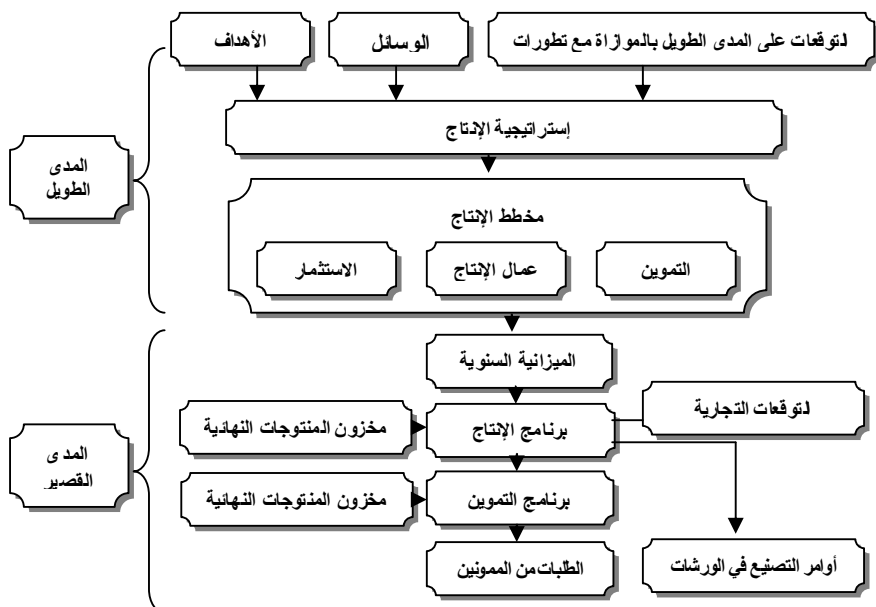 الأهداف
الوسائل
لتوقعات على المدى الطويل بالموازاة مع تطورات
إستراتيجية الإنتاج
المدى
الطويل
مخطط الإنتاج
التموين
عمال الإنتاج
الاستثمار
الميزانية السنوية
لتوقعات التجارية
برنامج الإنتاج
مخزون المنتوجات النهائية
المدى
القصير
برنامج التموين
مخزون المنتوجات النهائية
أوامر التصنيع في الورشات
الطلبات من الممونين